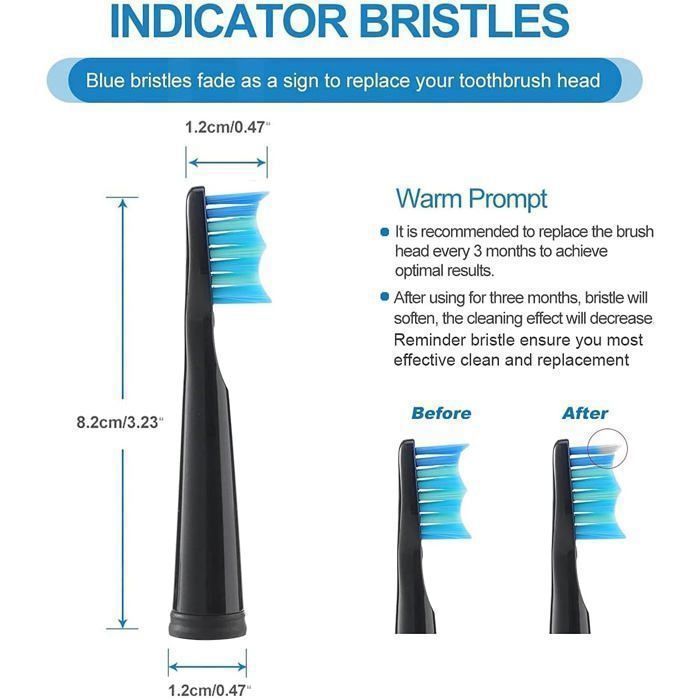 INDICATOR BRISTLES
Blue bristles fade as a sign to replace your toothbrush head
1.2cm/0.47"
Warm Prompt
It is recommended to replace the brush
head every 3 months to achieve
optimal results.
After using for three months, bristle will
soften, the cleaning effect will decrease
Reminder bristle ensure you most
effective clean and replacement
8.2cm/3.23"
Before
After
1.2cm/0.47"